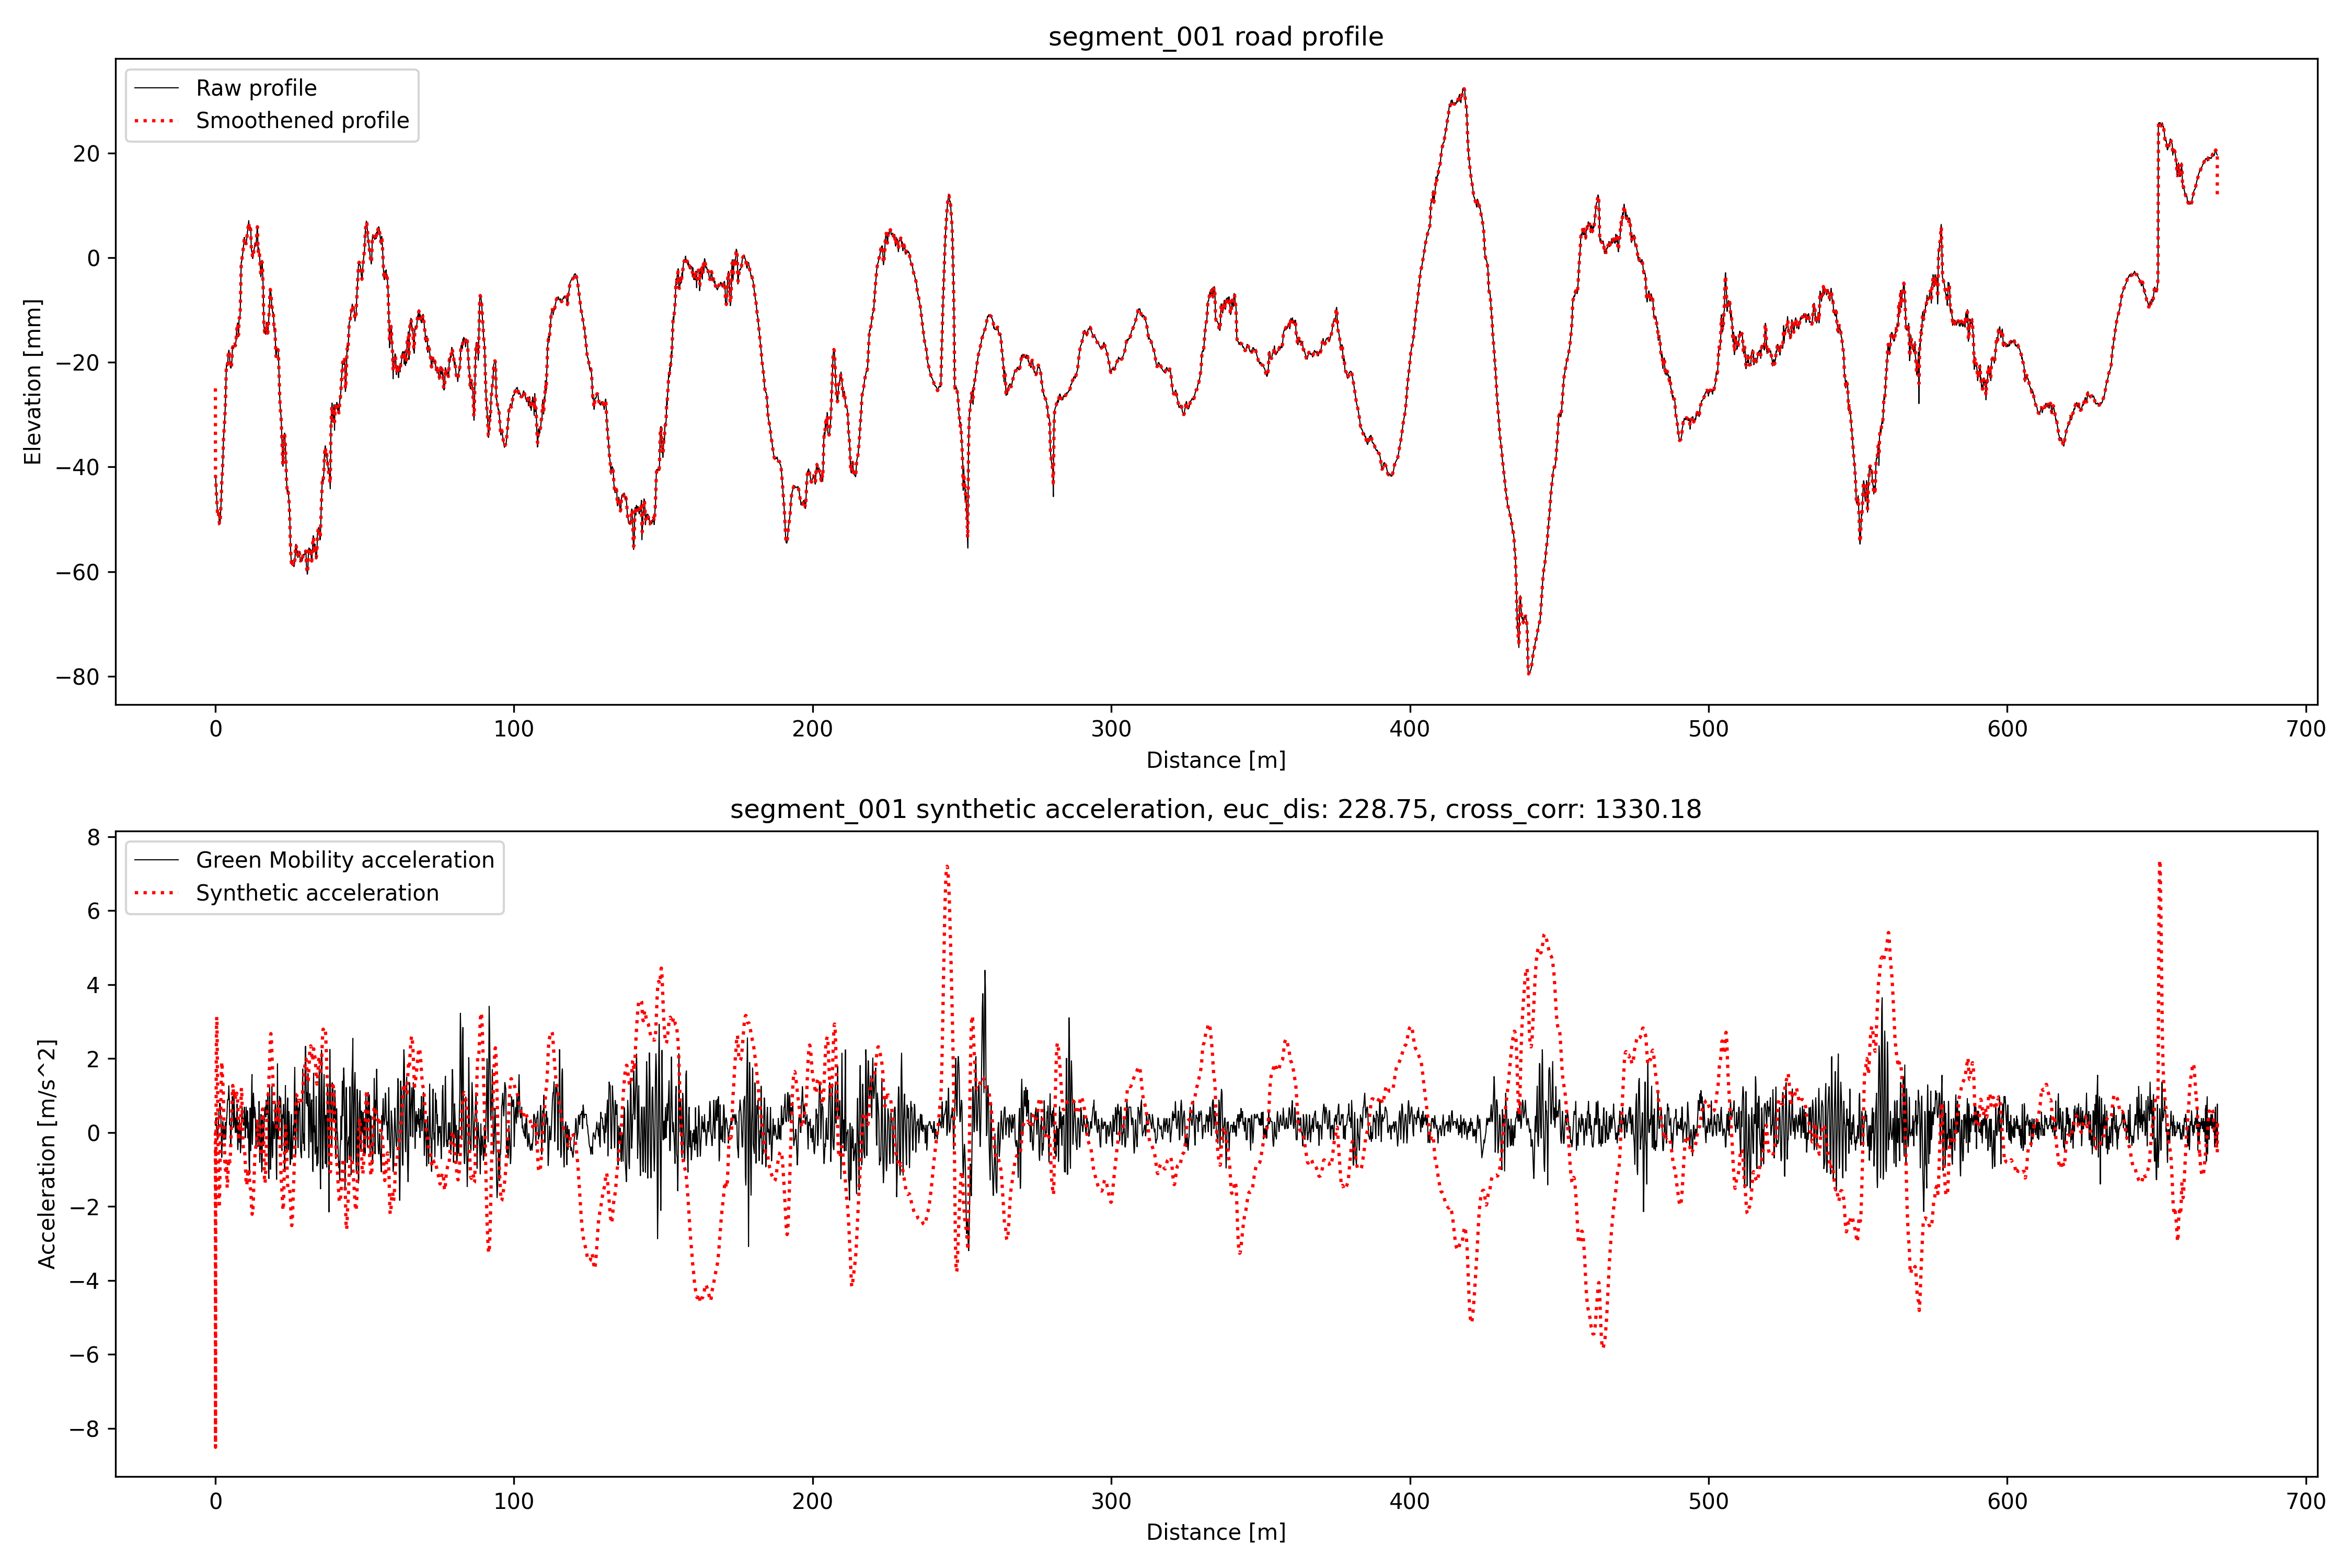 segment_001 road profile
Raw profile
Smoothened profile
Elevation [mm]
20
0
−20
−40
−60
−80
0 100 200 300 400 500 600 700
Distance [m]
segment_001 synthetic acceleration, euc_dis: 228.75, cross_corr: 1330.18
Green Mobility acceleration
Synthetic acceleration
Acceleration [m/s^2]
8
6
4
2
0
−2
−4
−6
−8
0 100 200 300 400 500 600 700
Distance [m]